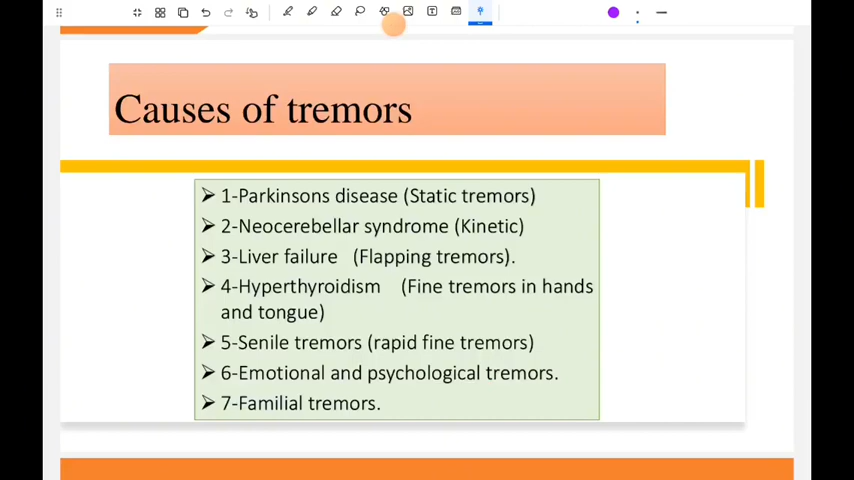 Causes of tremors
1-Parkinsons disease (Static tremors)
2-Neocerebellar syndrome (Kinetic)
3-Liver failure (Flapping tremors).
4-Hyperthyroidism (Fine tremors in hands
and tongue)
5-Senile tremors (rapid fine tremors)
6-Emotional and psychological tremors.
7-Familial tremors.